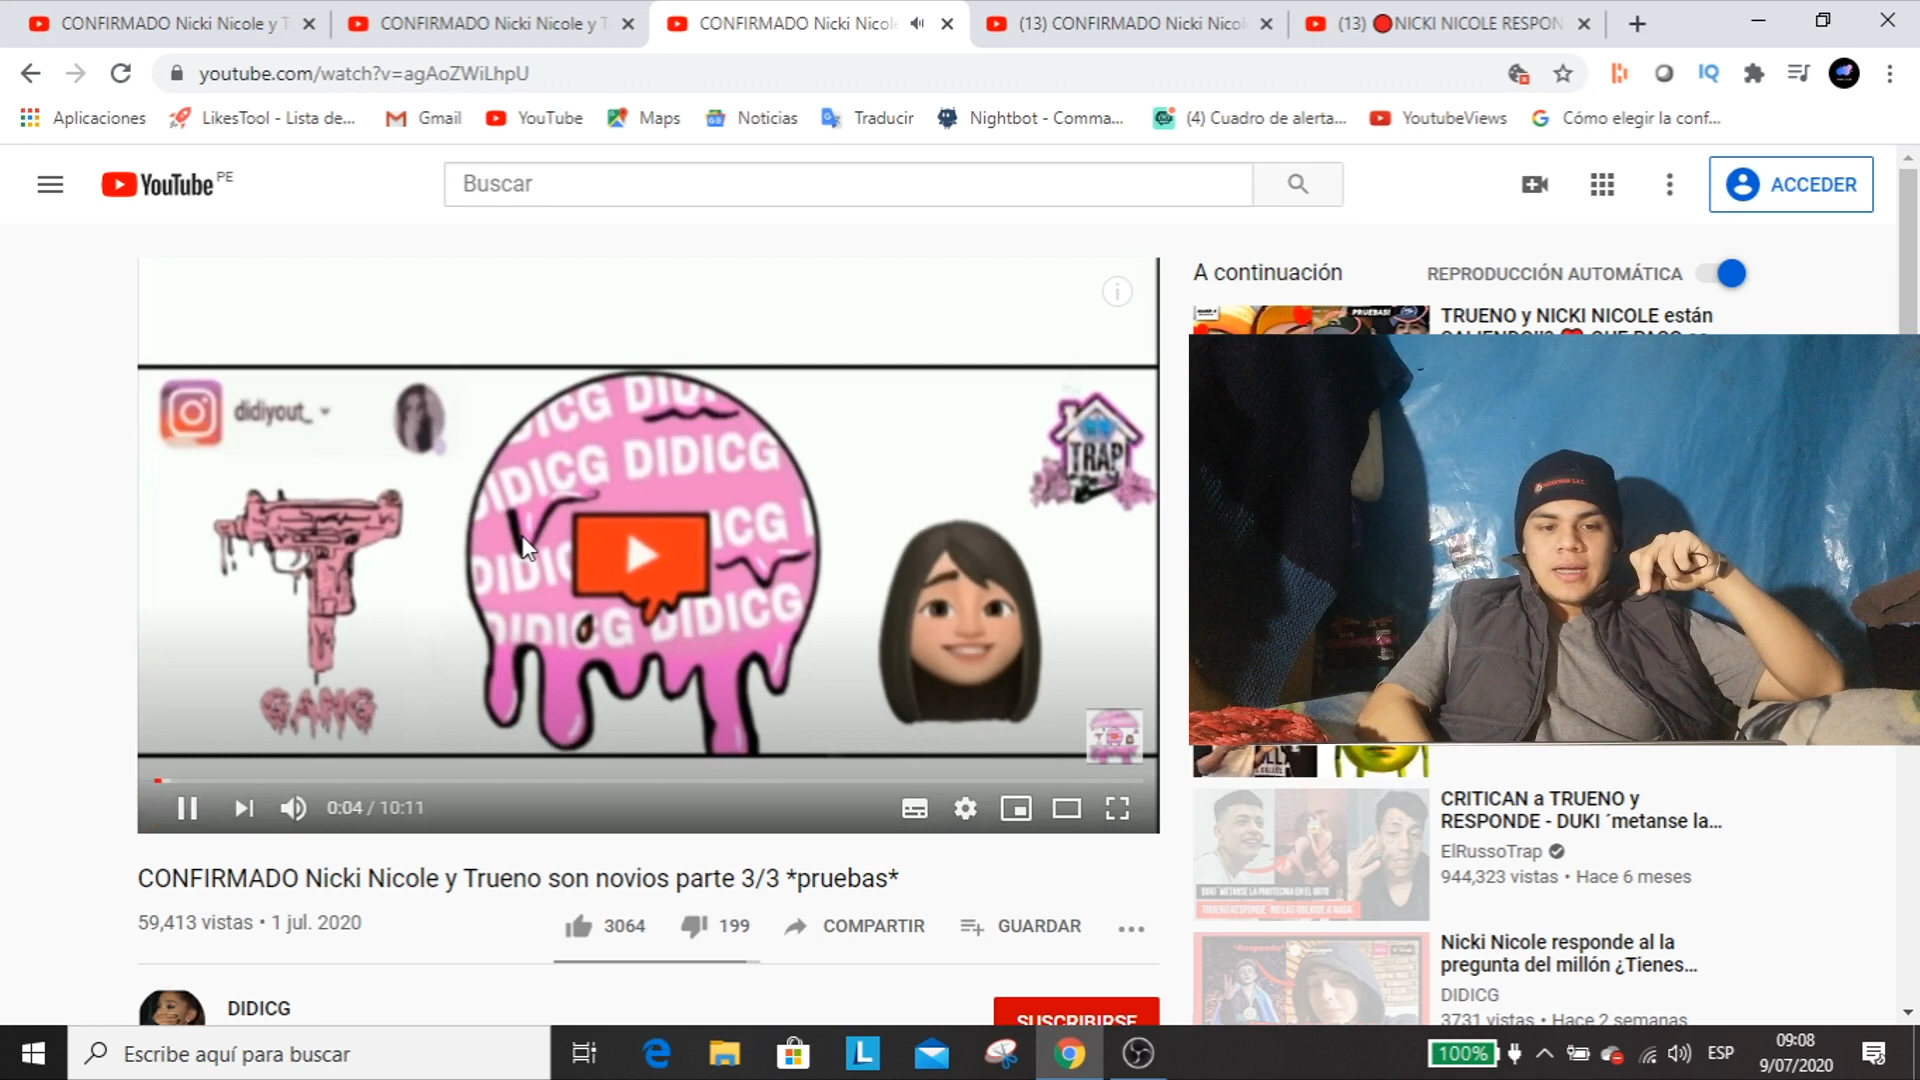 CONFIRMADO Nicki Nicole y T
CONFIRMADO Nicki Nicole y T
CONFIRMADO Nicki Nicole
(13) CONFIRMADO Nicki Nicol
(13) NICKI NICOLE RESPON
youtube.com/watch?v=agAoZWiLhpU
IQ
Aplicaciones
LikesTool - Lista de...
Gmail
YouTube
Maps
Noticias
Traducir
Nightbot - Comma...
(4) Cuadro de alerta...
YoutubeViews
Cómo elegir la conf...
YouTube PE
Buscar
ACCEDER
A continuación
REPRODUCCIÓN AUTOMÁTICA
PRUEBAS!
TRUENO y NICKI NICOLE están
didiyout_
DIDICG DIDICG
DIDICG
TRAP
GANG
0:04 / 10:11
CONFIRMADO Nicki Nicole y Trueno son novios parte 3/3 *pruebas*
59,413 vistas • 1 jul. 2020
3064
199
COMPARTIR
GUARDAR
DIDICG
SUSCRIBIRSE
CRITICAN a TRUENO y
RESPONDE - DUKI ´metanse la...
ElRussoTrap
944,323 vistas • Hace 6 meses
Nicki Nicole responde al la
pregunta del millón ¿Tienes...
DIDICG
3731 vistas • Hace 2 semanas
Escribe aquí para buscar
L
100%
ESP
09:08
9/07/2020